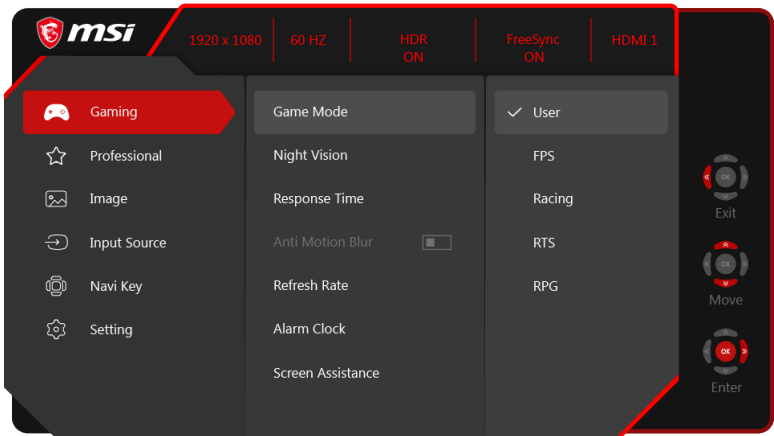 msi
1920 x 1080
60 HZ
HDR
ON
FreeSync
ON
HDMI 1
Gaming
Professional
Image
Input Source
Navi Key
Setting
Game Mode
Night Vision
Response Time
Anti Motion Blur
Refresh Rate
Alarm Clock
Screen Assistance
User
FPS
Racing
RTS
RPG
OK
Exit
OK
Move
OK
Enter